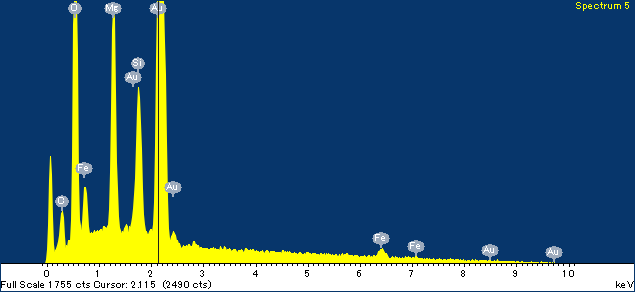 Spectrum 5
O Mg Au
Si
Au
Fe
Au
Fe
Fe
Au
Au
0 1 2 3 4 5 6 7 8 9 10
Full Scale 1755 cts Cursor: 2.115 (2490 cts) keV